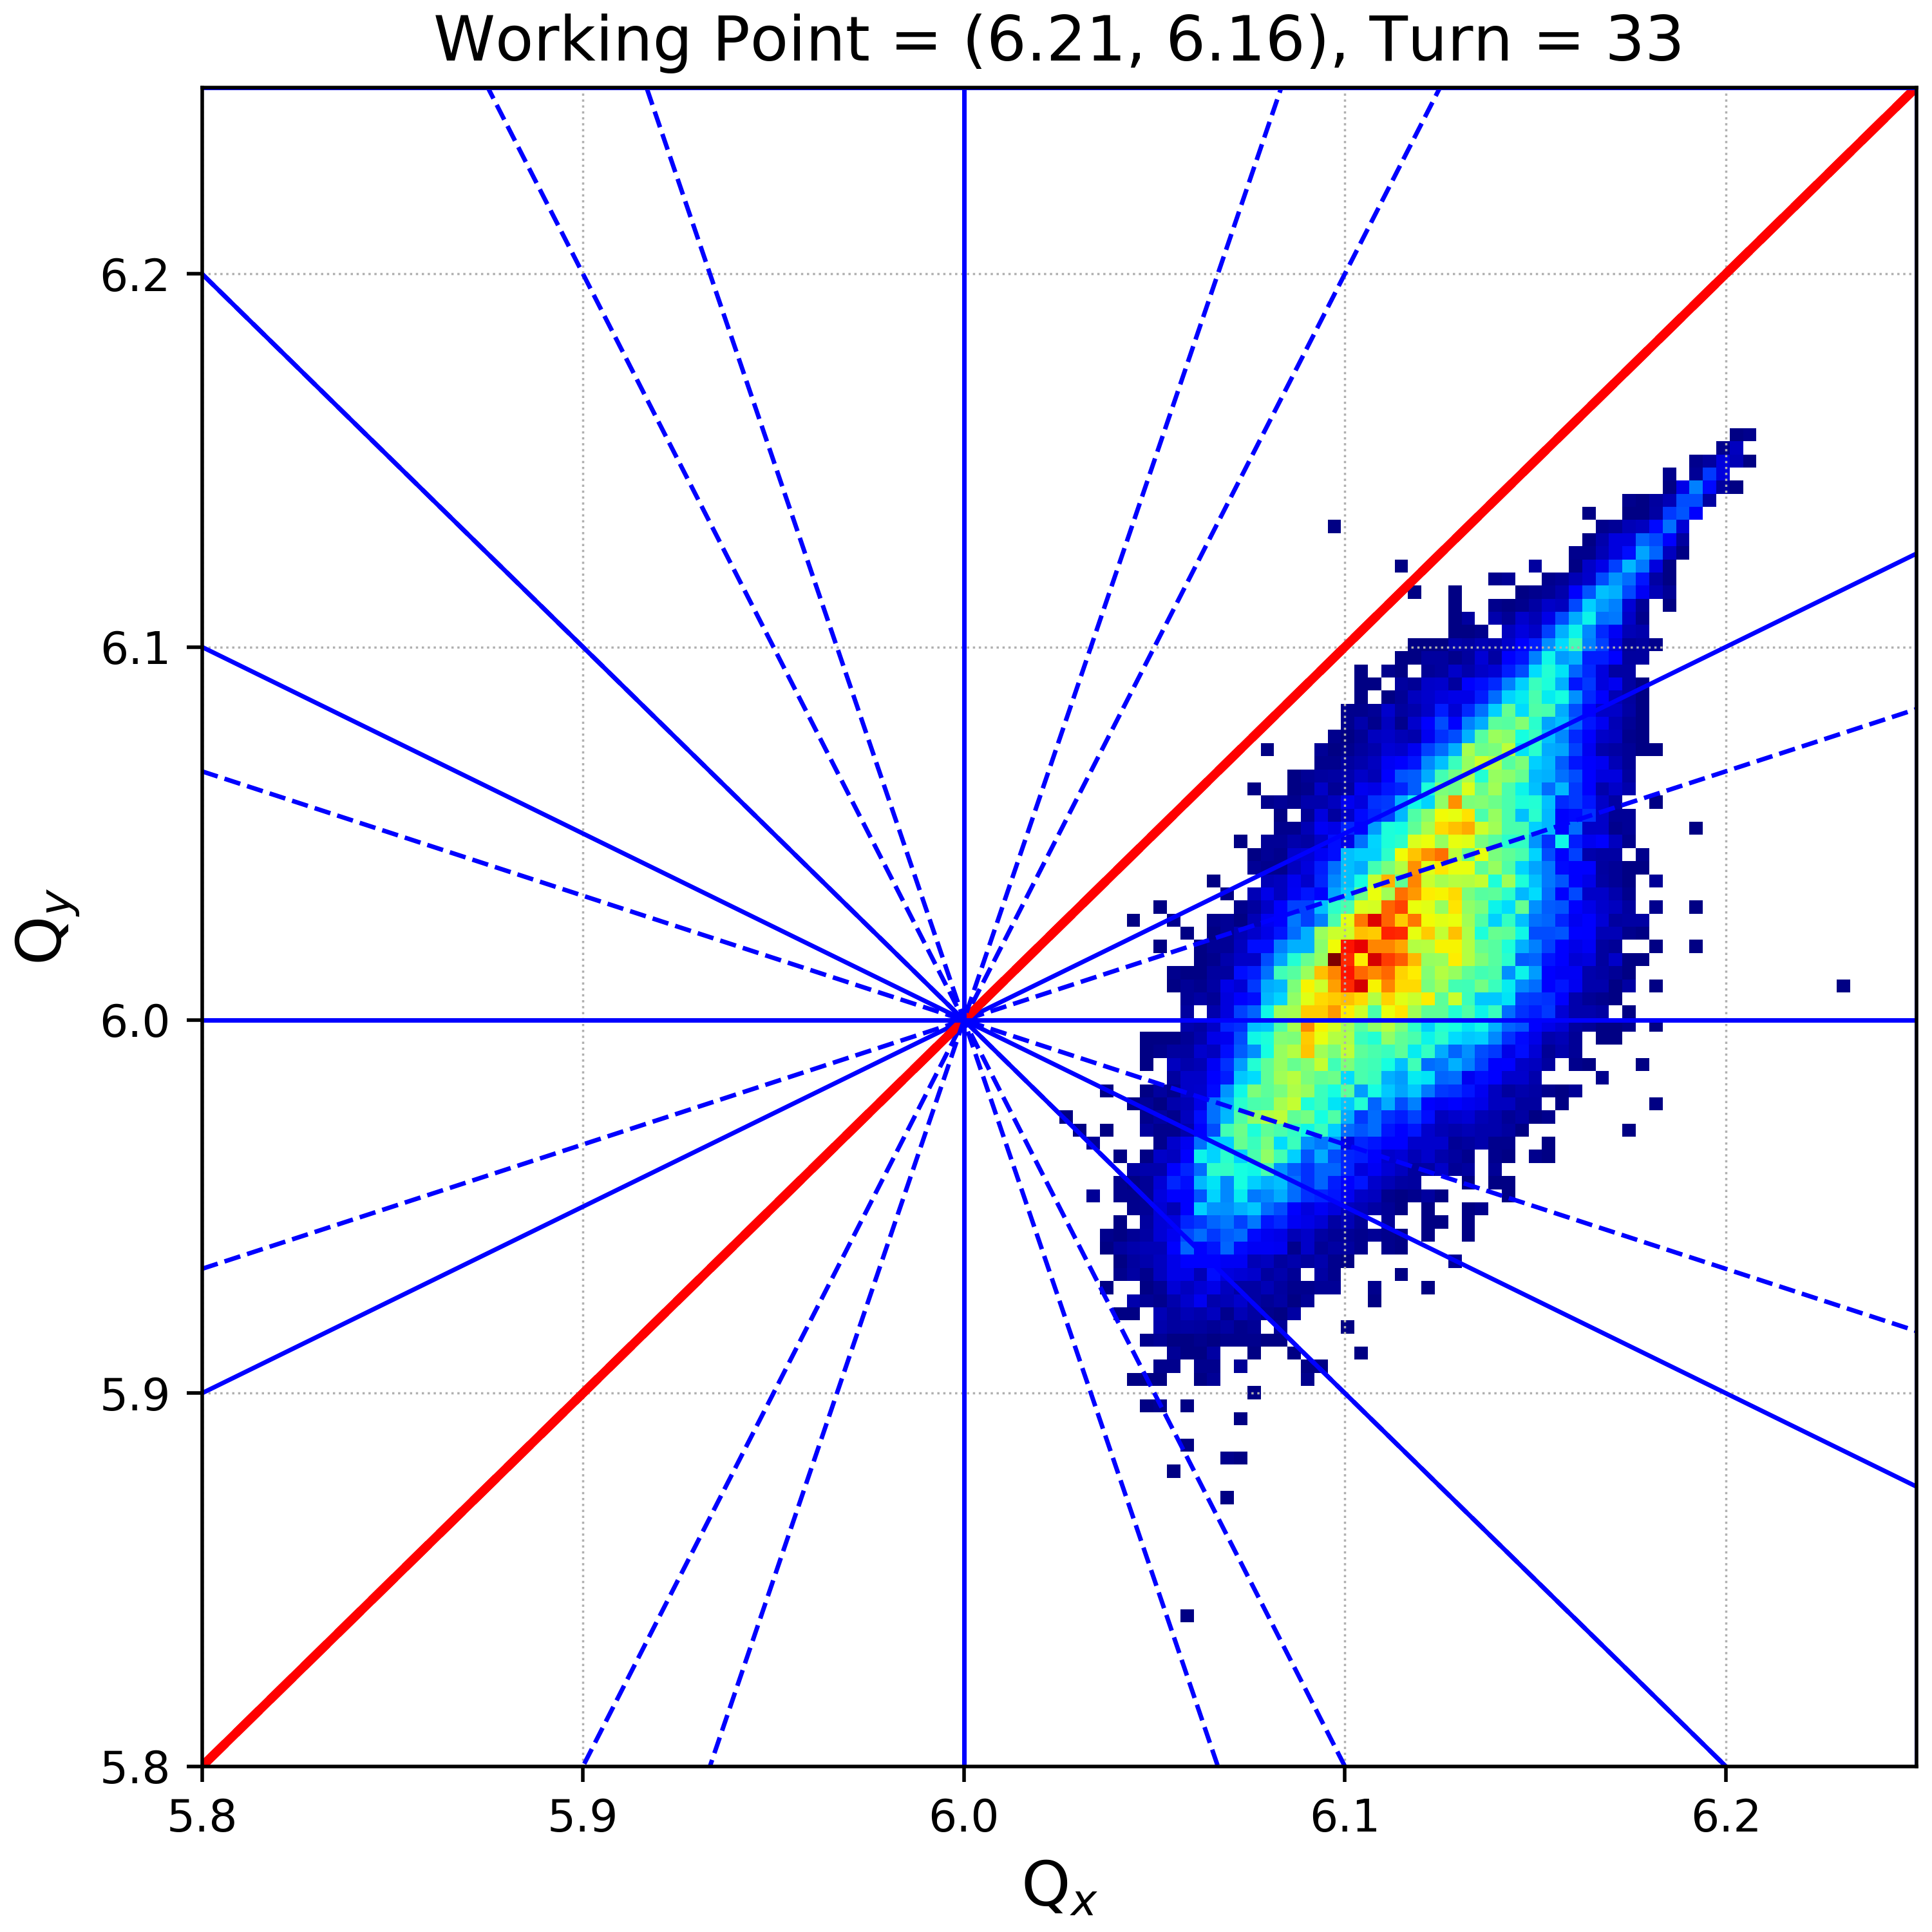 Working Point = (6.21, 6.16), Turn = 33
6.2
6.1
6.0
5.9
5.8
Qy
5.8 5.9 6.0 6.1 6.2
Qx